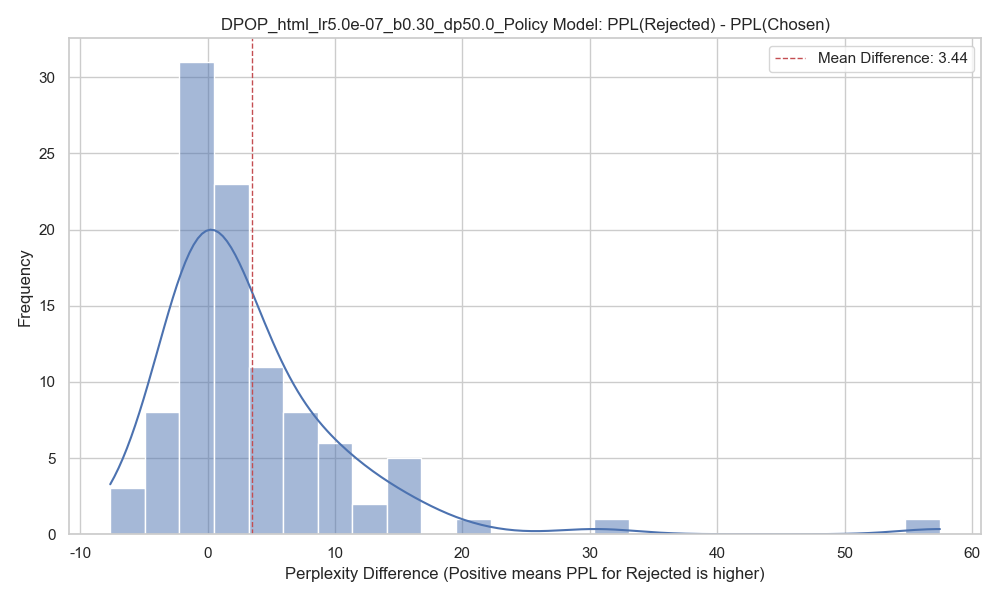 DPOP_html_lr5.0e-07_b0.30_dp50.0_Policy Model: PPL(Rejected) - PPL(Chosen)
Mean Difference: 3.44
Frequency
30
25
20
15
10
5
0
-10 0 10 20 30 40 50 60
Perplexity Difference (Positive means PPL for Rejected is higher)